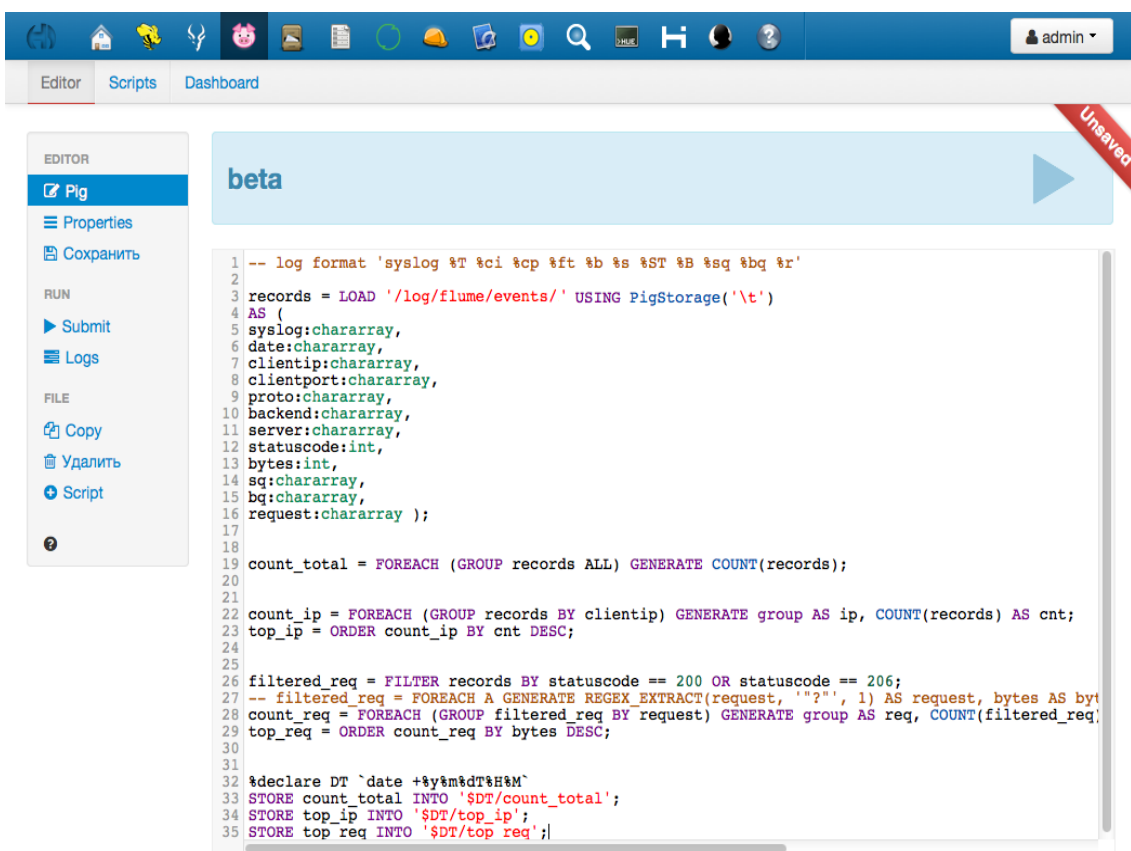 >HUE
admin
Editor Scripts Dashboard
Unsaved
EDITOR
Pig
Properties
Сохранить
RUN
Submit
Logs
FILE
Copy
Удалить
Script
beta
1 -- log format 'syslog %T %ci %cp %ft %b %s %ST %B %sq %bq %r'
2
3 records = LOAD '/log/flume/events/' USING PigStorage('\t')
4 AS (
5 syslog:chararray,
6 date:chararray,
7 clientip:chararray,
8 clientport:chararray,
9 proto:chararray,
10 backend:chararray,
11 server:chararray,
12 statuscode:int,
13 bytes:int,
14 sq:chararray,
15 bq:chararray,
16 request:chararray );
17
18
19 count_total = FOREACH (GROUP records ALL) GENERATE COUNT(records);
20
21
22 count_ip = FOREACH (GROUP records BY clientip) GENERATE group AS ip, COUNT(records) AS cnt;
23 top_ip = ORDER count_ip BY cnt DESC;
24
25
26 filtered_req = FILTER records BY statuscode == 200 OR statuscode == 206;
27 -- filtered_req = FOREACH A GENERATE REGEX_EXTRACT(request, '"?"', 1) AS request, bytes AS byt
28 count_req = FOREACH (GROUP filtered_req BY request) GENERATE group AS req, COUNT(filtered_req)
29 top_req = ORDER count_req BY bytes DESC;
30
31
32 %declare DT `date +%y%m%dT%H%M`
33 STORE count_total INTO '$DT/count_total';
34 STORE top_ip INTO '$DT/top_ip';
35 STORE top_req INTO '$DT/top_req';